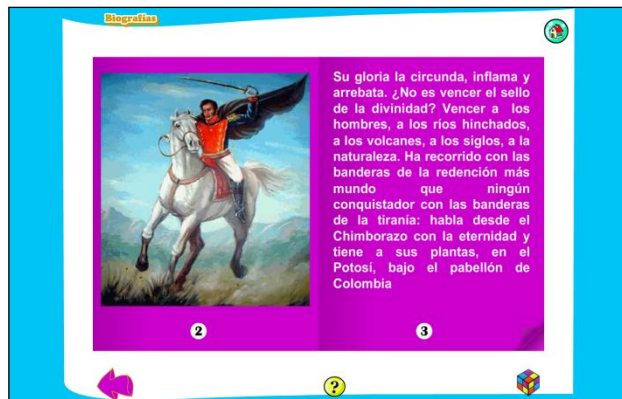 Biografías
Su gloria la circunda, inflama y
arrebata. ¿No es vencer el sello
de la divinidad? Vencer a los
hombres, a los ríos hinchados,
a los volcanes, a los siglos, a la
naturaleza. Ha recorrido con las
banderas de la redención más
mundo que ningún
conquistador con las banderas
de la tiranía: habla desde el
Chimborazo con la eternidad y
tiene a sus plantas, en el
Potosí, bajo el pabellón de
Colombia
2
3
?